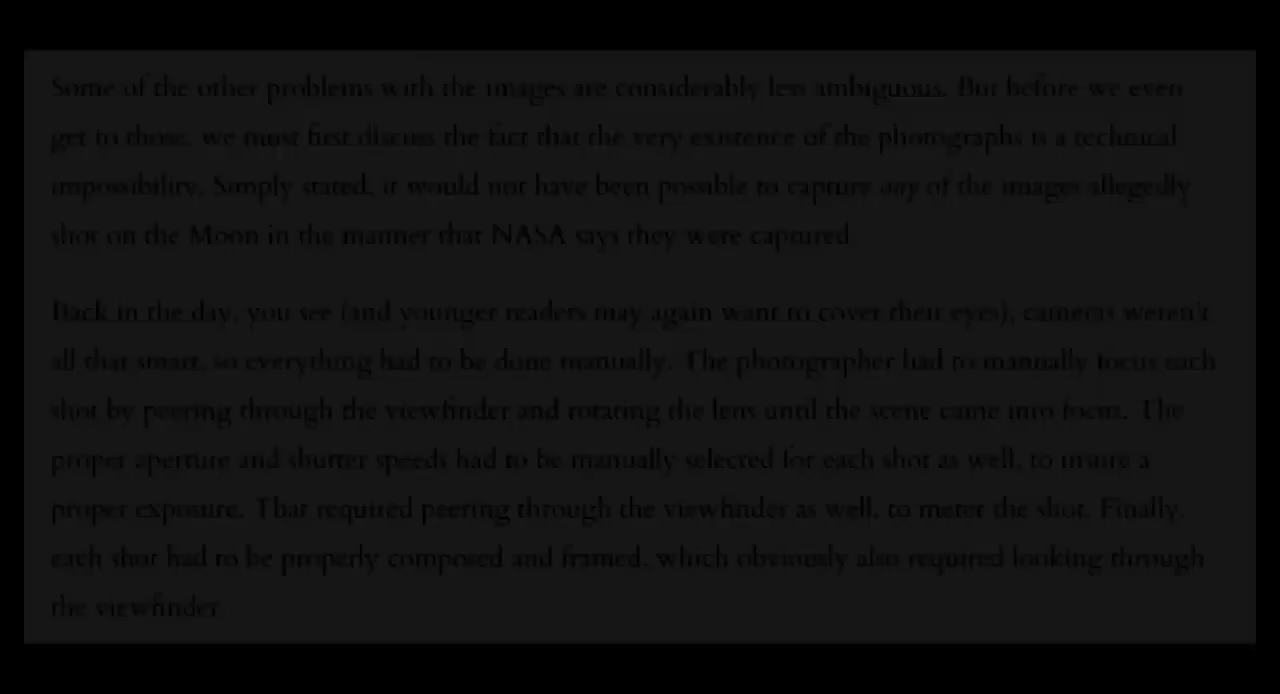 Some of the other problems with the images are considerably less ambiguous. But before we even
get to those, we must first discuss the fact that the very existence of the photographs is a technical
impossibility. Simply stated, it would not have been possible to capture any of the images allegedly
shot on the Moon in the manner that NASA says they were captured.
Back in the day, you see (and younger readers may again want to cover their eyes), cameras weren't
all that smart, so everything had to be done manually. The photographer had to manually focus each
shot by peering through the viewfinder and rotating the lens until the scene came into focus. The
proper aperture and shutter speeds had to be manually selected for each shot as well, to insure a
proper exposure. That required peering through the viewfinder as well, to meter the shot. Finally,
each shot had to be properly composed and framed, which obviously also required looking through
the viewfinder.